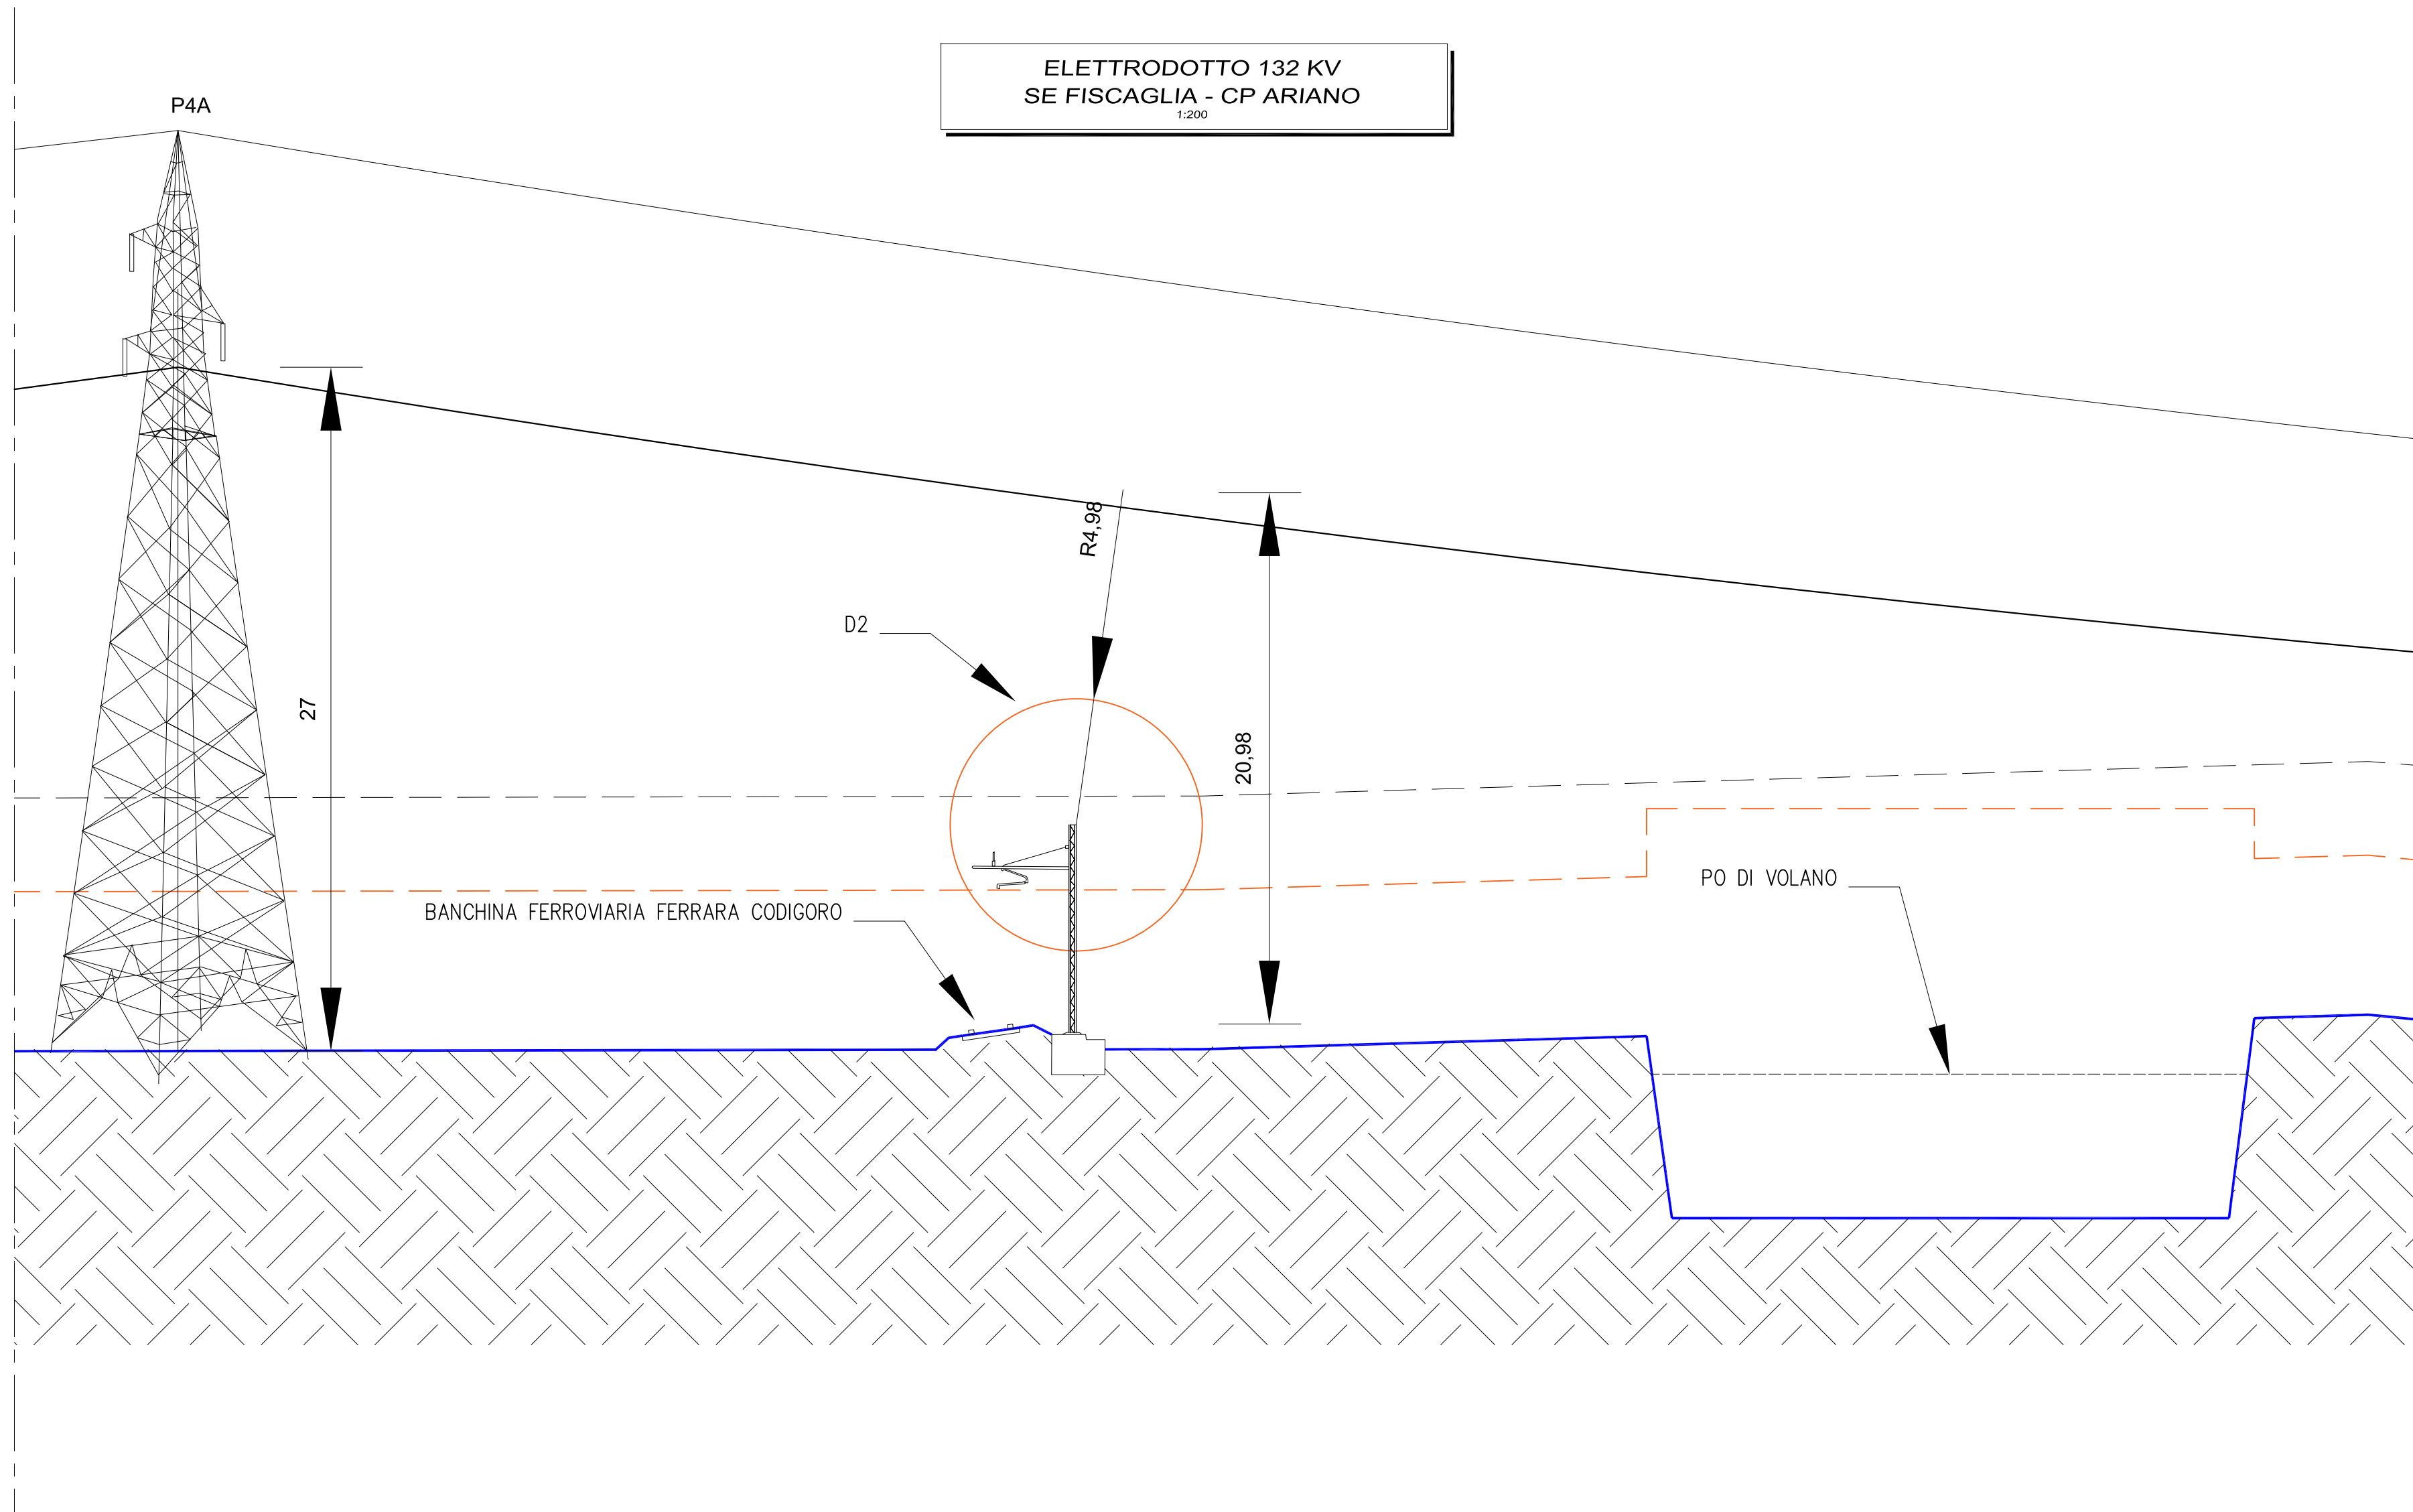 ELETTRODOTTO 132 KV
SE FISCAGLIA - CP ARIANO
1:200
P4A
R4,98
D2
27
20,98
PO DI VOLANO
BANCHINA FERROVIARIA FERRARA CODIGORO